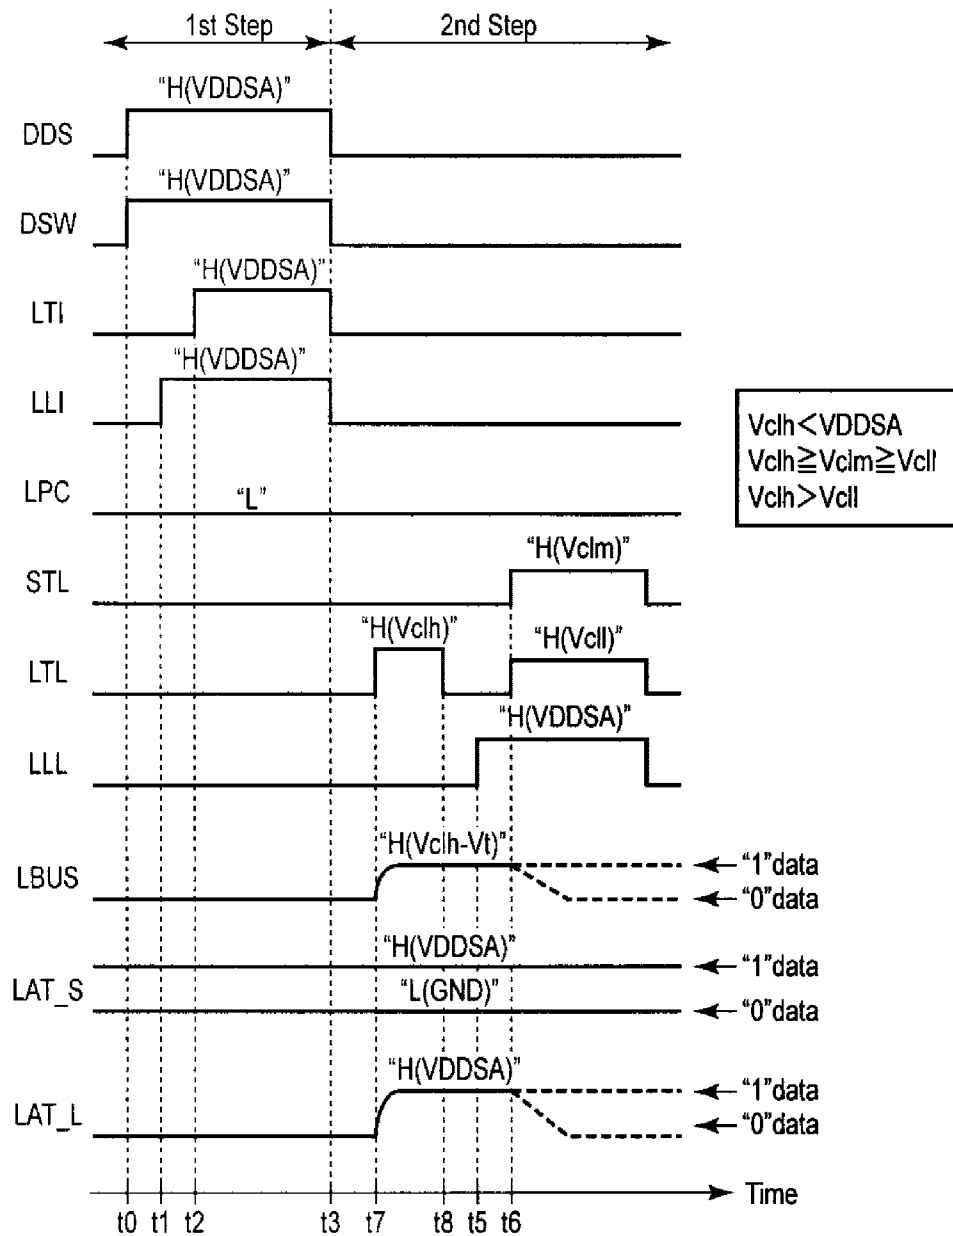 1st Step 2nd Step
"H(VDDSA)"
DDS
"H(VDDSA)"
DSW
"H(VDDSA)"
LTI
"H(VDDSA)"
LLI
Vclh<VDDSA
Vclh≧Vclm≧Vcll
Vclh>Vcll
LPC "L"
"H(Vclm)"
STL
"H(Vclh)" "H(Vcll)"
LTL
"H(VDDSA)"
LLL
"H(Vclh-Vt)"
"1"data
LBUS
"0"data
"H(VDDSA)"
"1"data
LAT_S "L(GND)"
"0"data
"H(VDDSA)"
"1"data
LAT_L
"0"data
Time
t0 t1 t2 t3 t7 t8 t5 t6